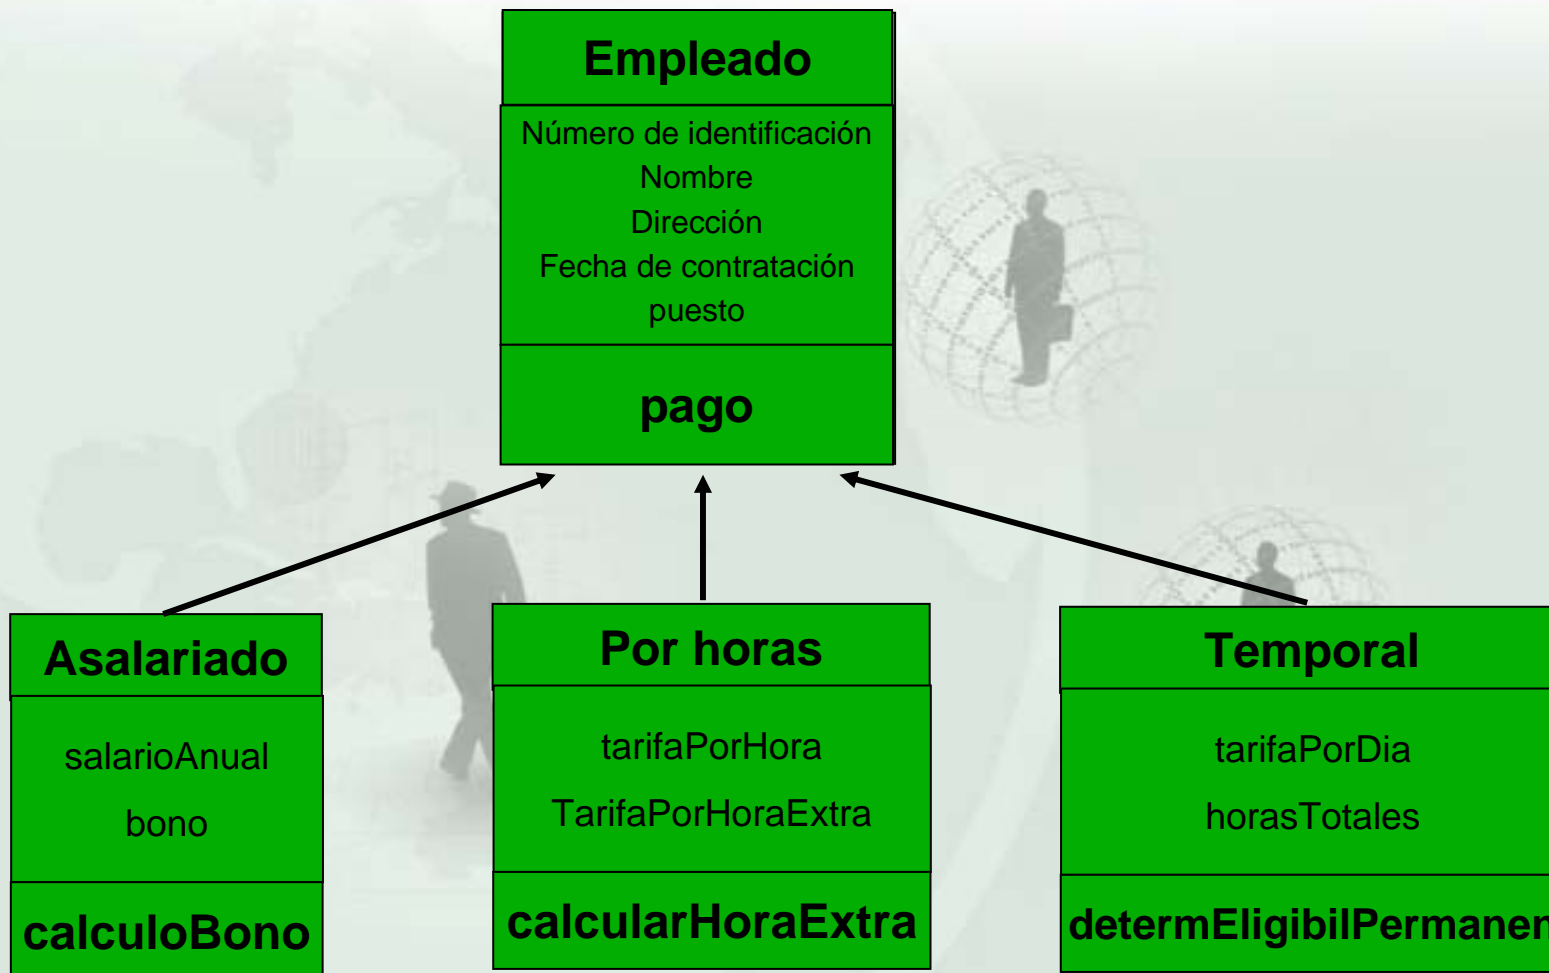 Empleado
Número de identificación
Nombre
Dirección
Fecha de contratación
puesto
pago
Asalariado
salarioAnual
bono
calculoBono
Por horas
tarifaPorHora
TarifaPorHoraExtra
calcularHoraExtra
Temporal
tarifaPorDia
horasTotales
determEligibilPermanen